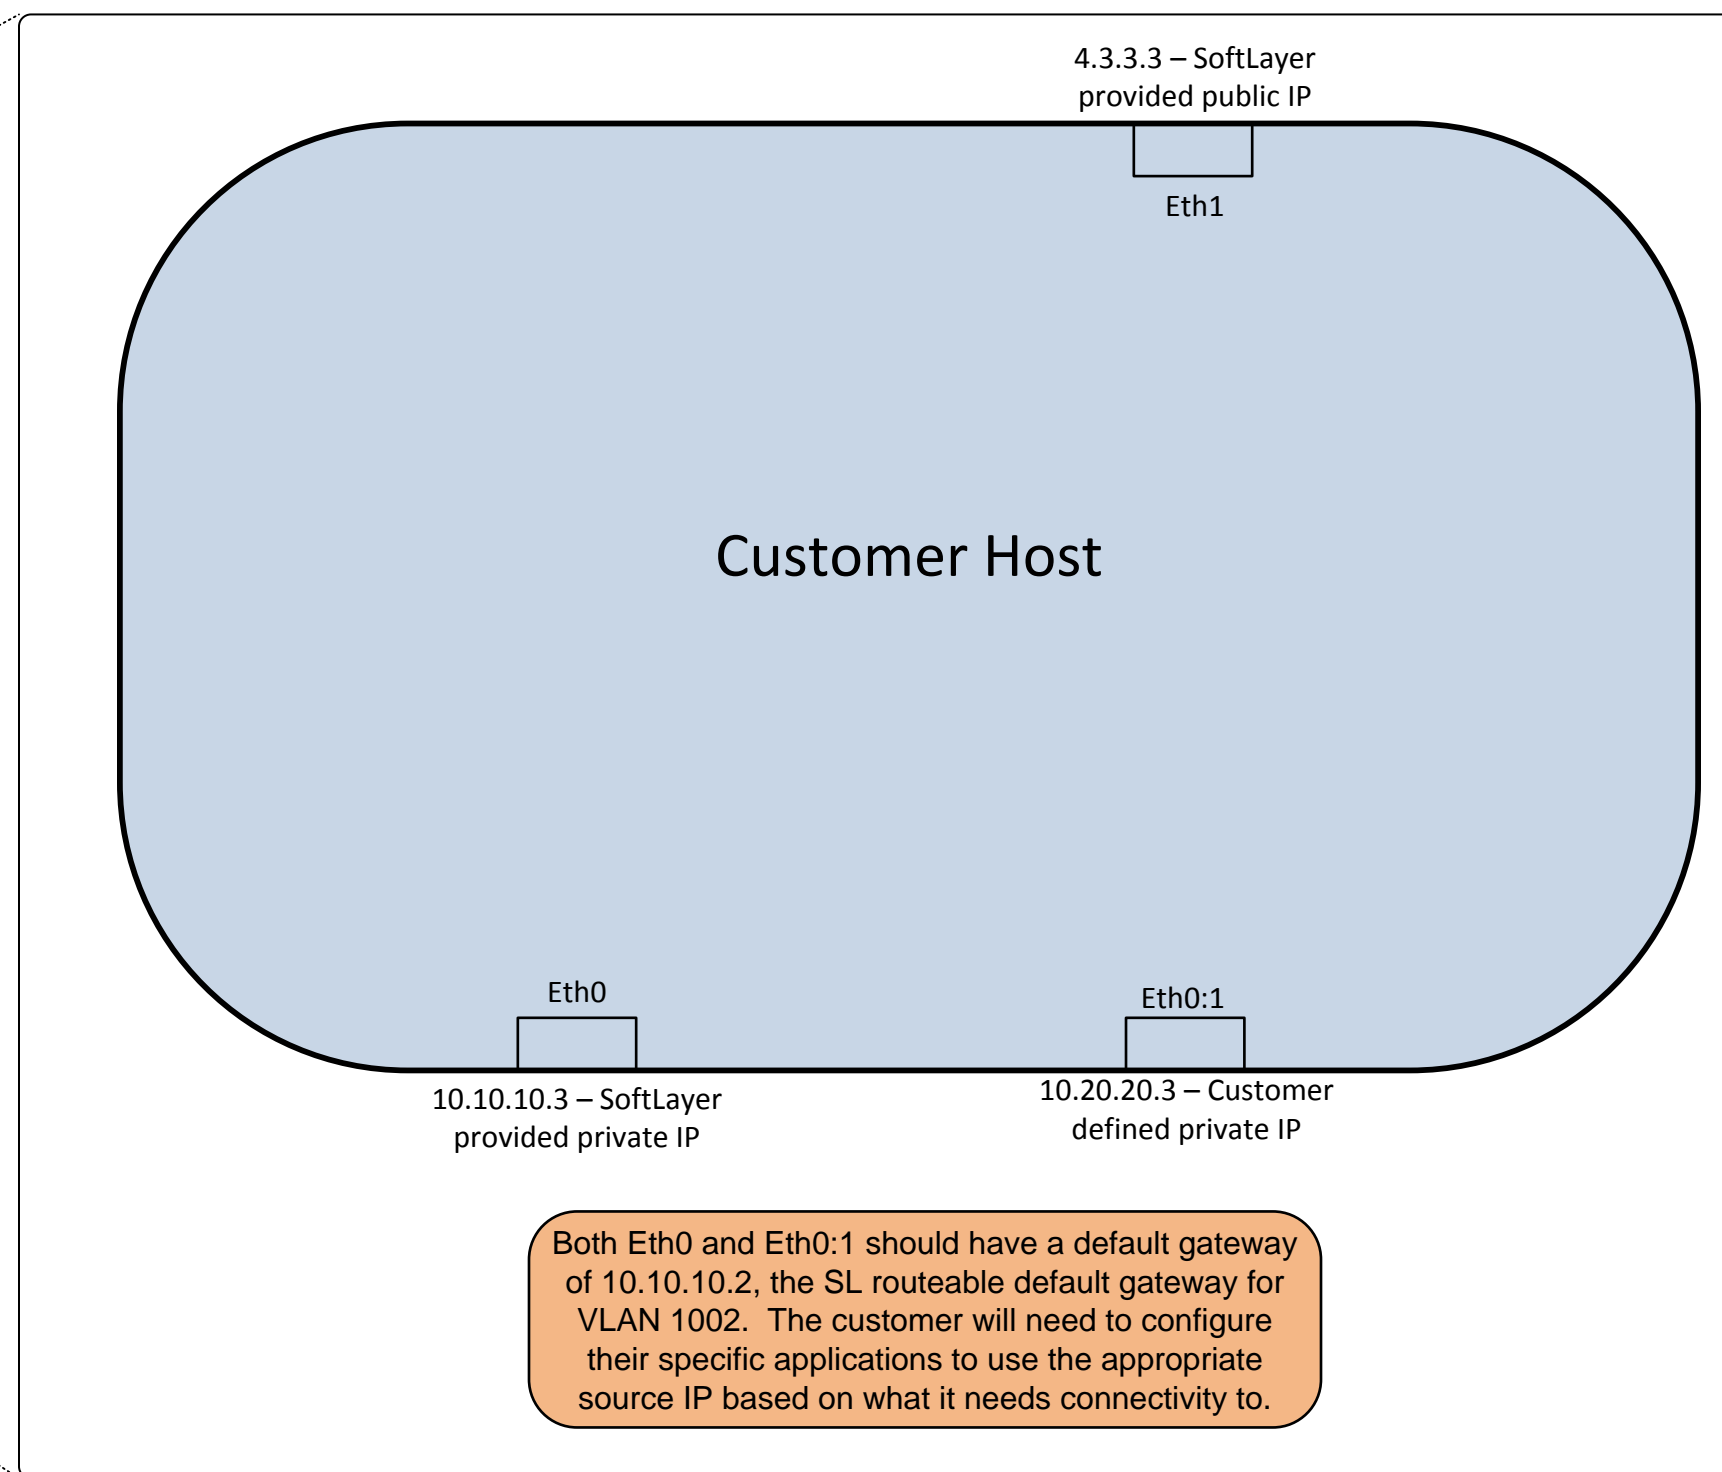 4.3.3.3 – SoftLayer
provided public IP
Eth1
Customer Host
Eth0
Eth0:1
10.10.10.3 – SoftLayer
provided private IP
10.20.20.3 – Customer
defined private IP
Both Eth0 and Eth0:1 should have a default gateway
of 10.10.10.2, the SL routeable default gateway for
VLAN 1002.  The customer will need to configure
their specific applications to use the appropriate
source IP based on what it needs connectivity to.